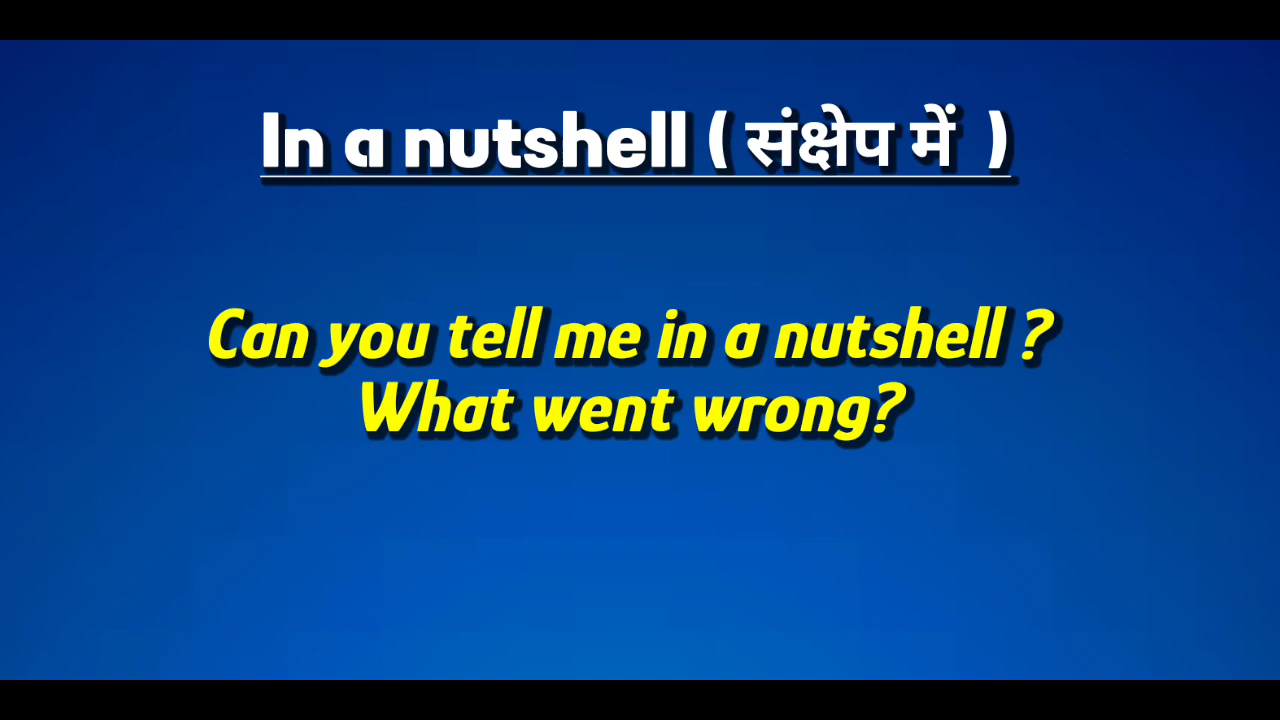 In a nutshell ( संक्षेप में )
Can you tell me in a nutshell ?
What went wrong?